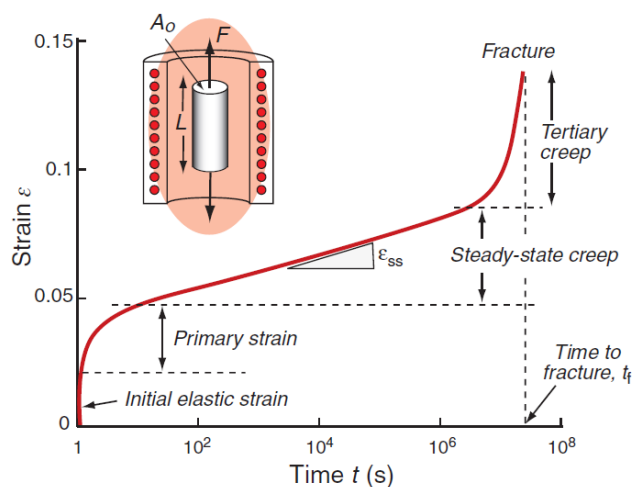 0.15
0.1
0.05
0
Strain ε
Aₒ
F
L
Fracture
Tertiary
creep
Steady-state creep
εss
Primary strain
Initial elastic strain
Time to
fracture, tf
1
10²
10⁴
10⁶
10⁸
Time t (s)